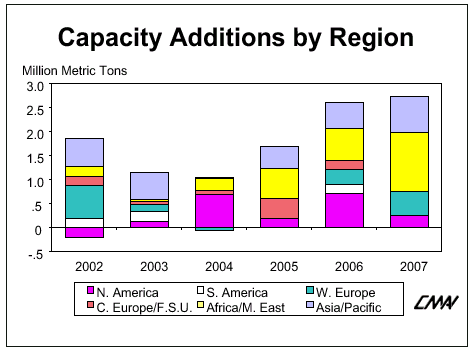 Capacity Additions by Region
Million Metric Tons
3.0
2.5
2.0
1.5
1.0
.5
0
-.5
2002 2003 2004 2005 2006 2007
N. America S. America W. Europe
C. Europe/F.S.U. Africa/M. East Asia/Pacific
CMAI